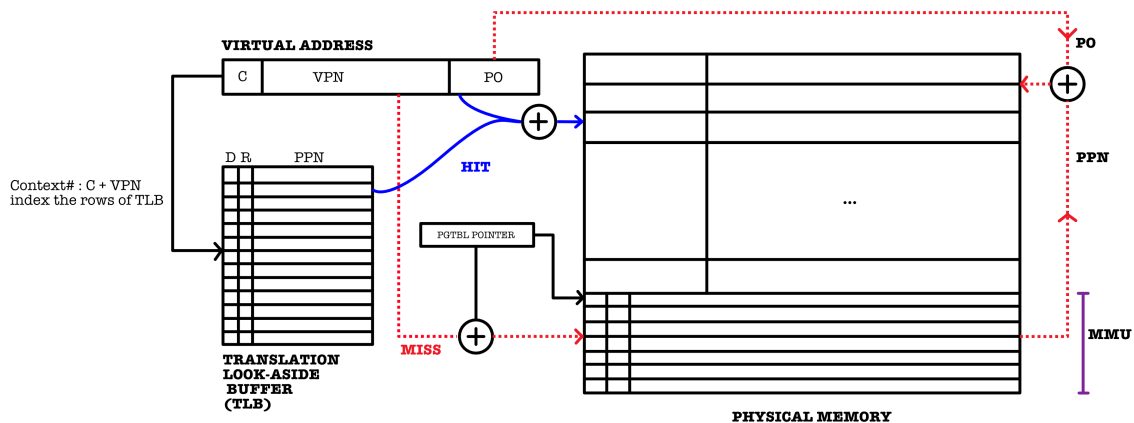 VIRTUAL ADDRESS
C VPN PO
PO
D R PPN
HIT
PPN
Context# : C + VPN
index the rows of TLB
...
PGTBL POINTER
MISS
MMU
TRANSLATION
LOOK-ASIDE
BUFFER
(TLB)
PHYSICAL MEMORY